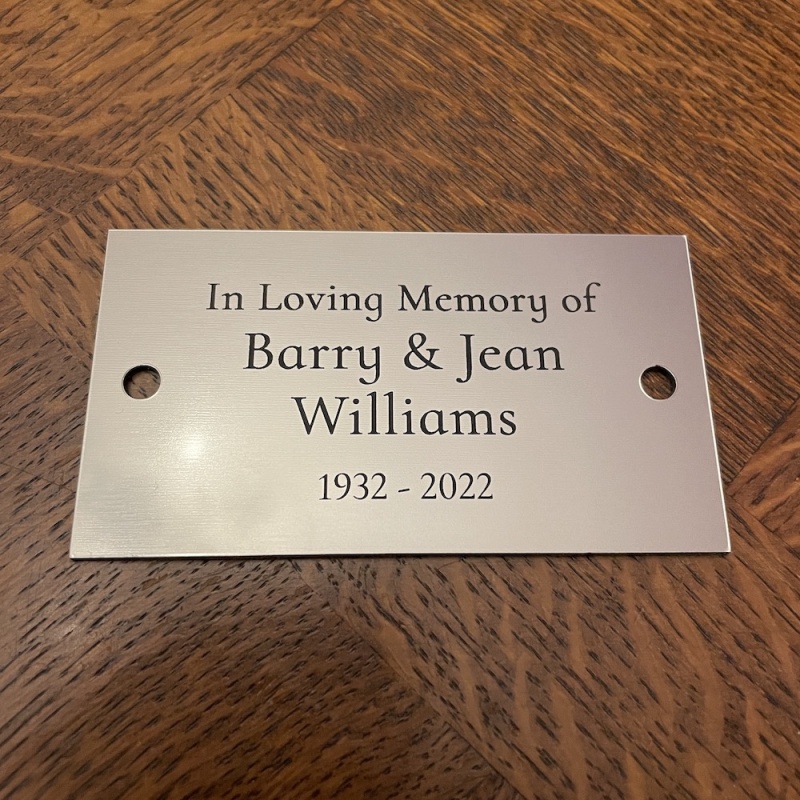 In Loving Memory of
Barry & Jean
Williams
1932 - 2022